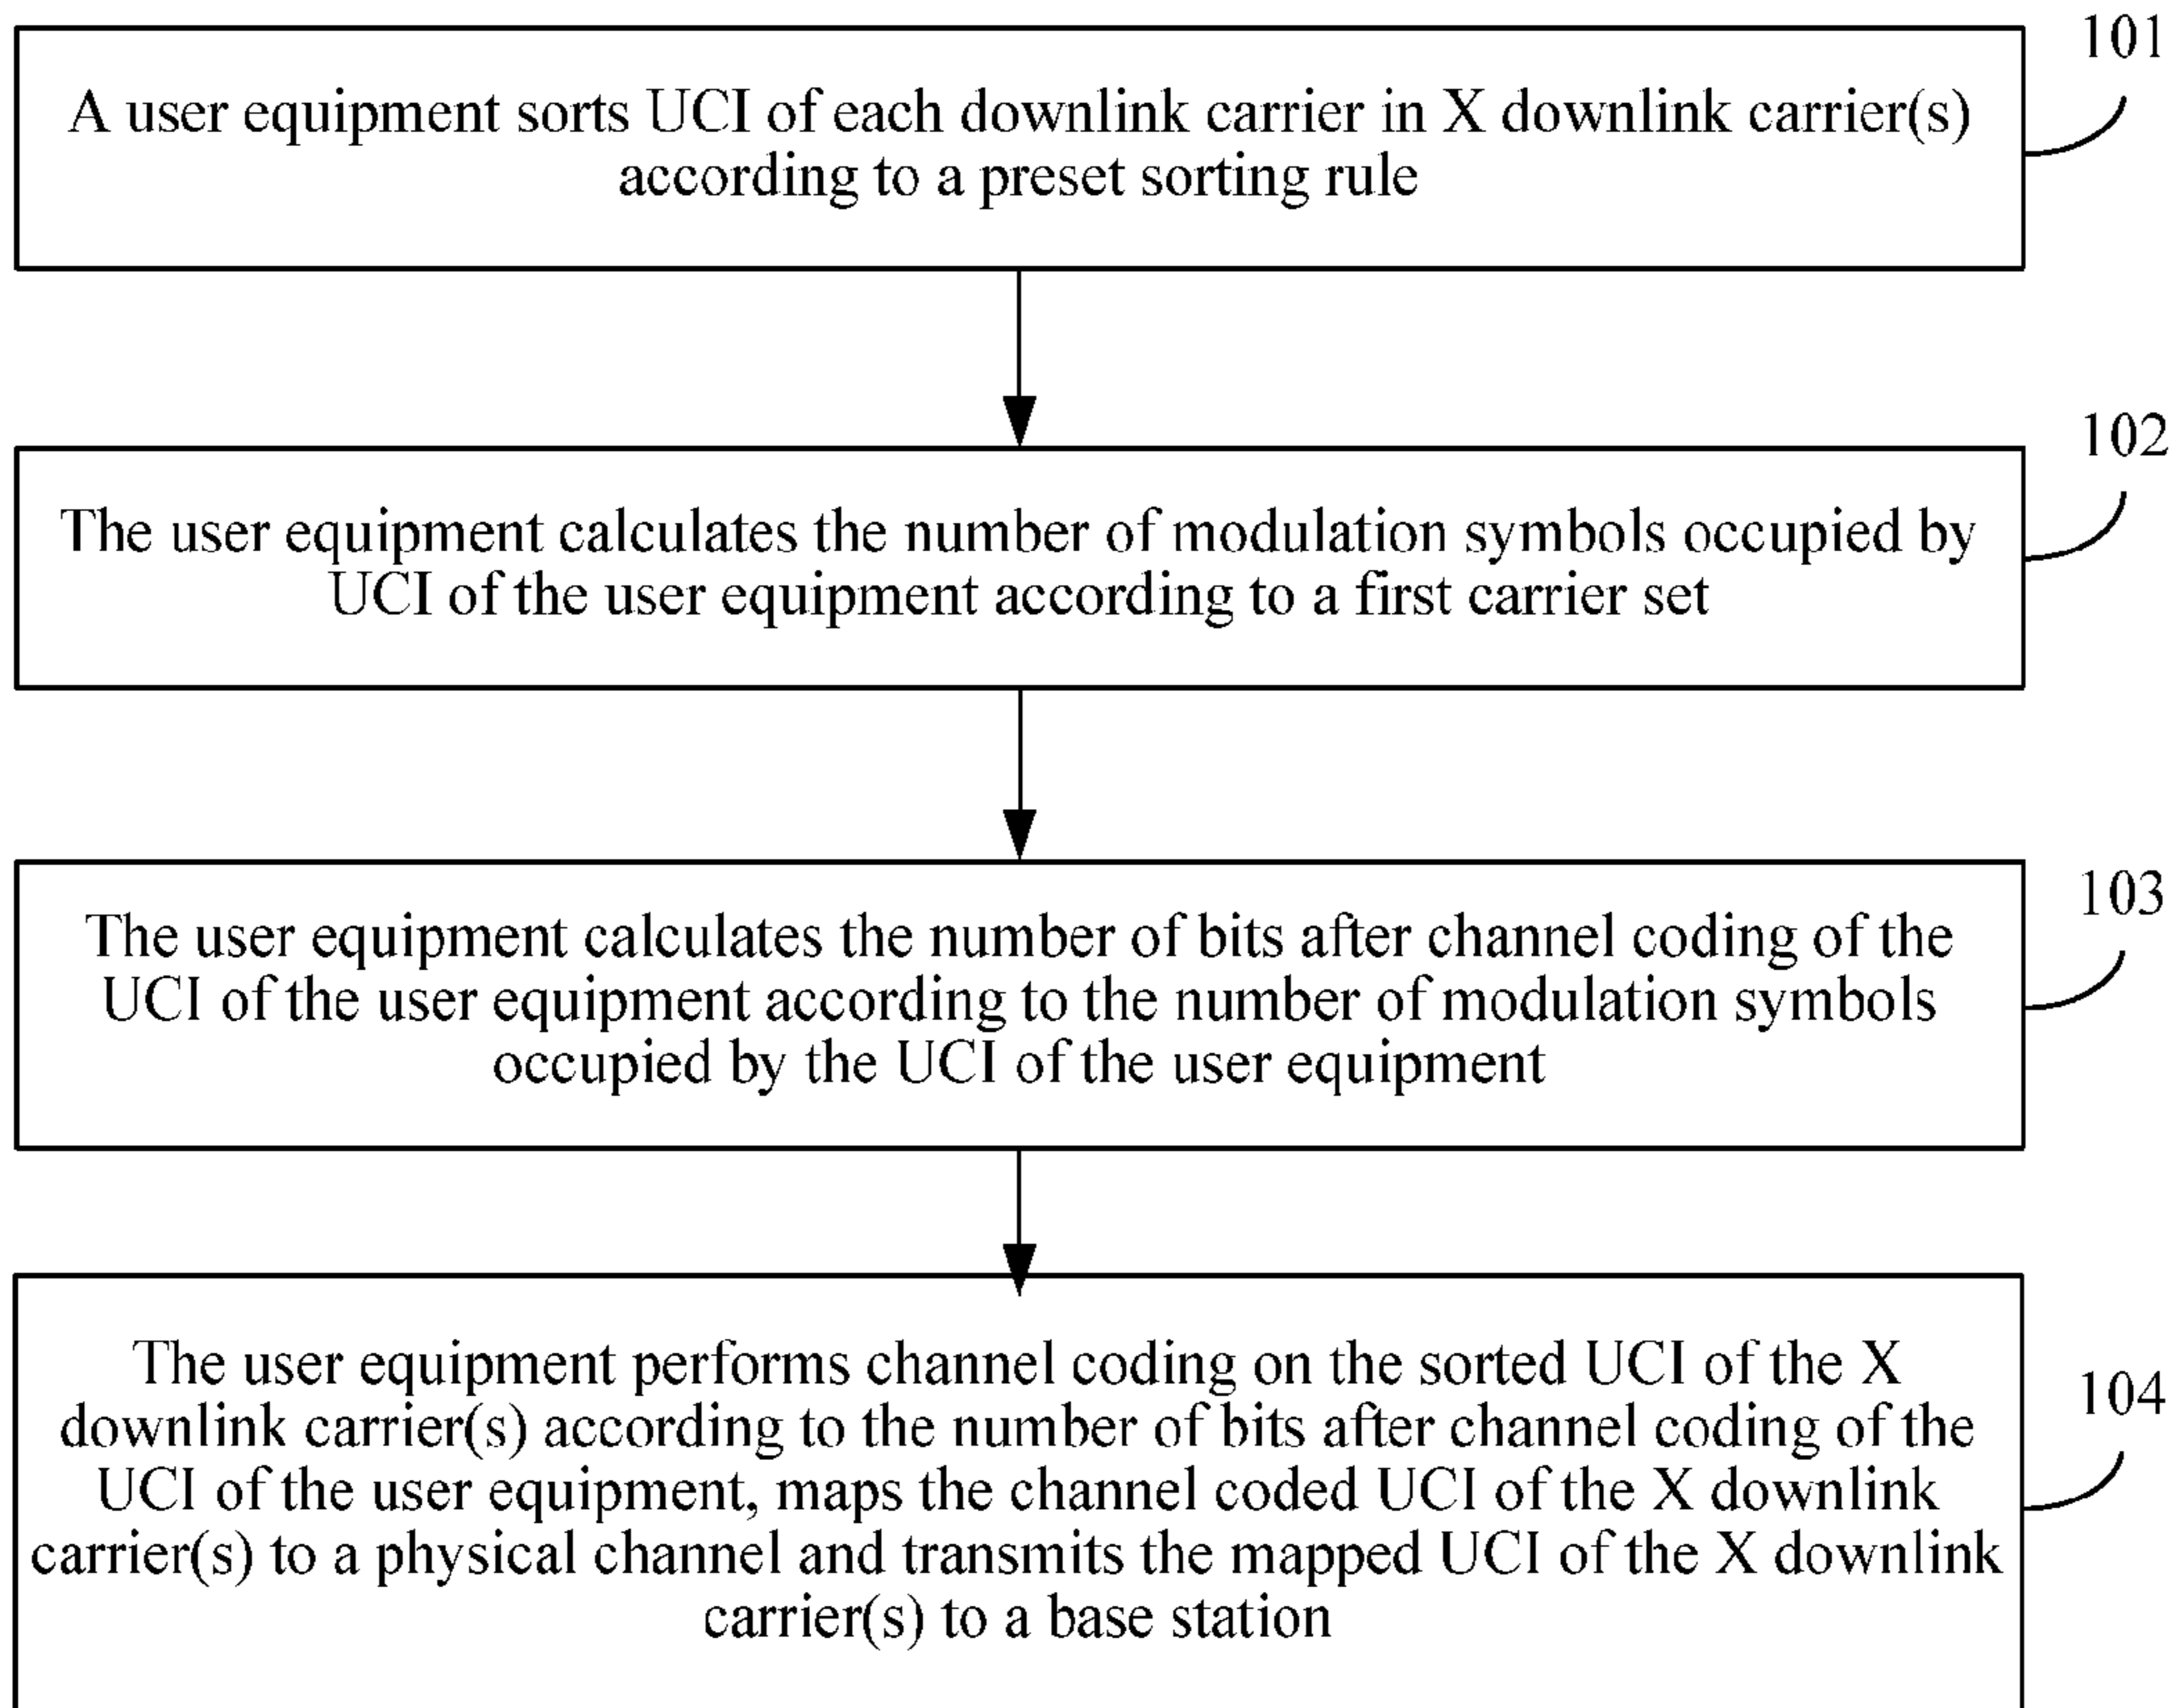 101
A user equipment sorts UCI of each downlink carrier in X downlink carrier(s)
according to a preset sorting rule
102
The user equipment calculates the number of modulation symbols occupied by
UCI of the user equipment according to a first carrier set
103
The user equipment calculates the number of bits after channel coding of the
UCI of the user equipment according to the number of modulation symbols
occupied by the UCI of the user equipment
104
The user equipment performs channel coding on the sorted UCI of the X
downlink carrier(s) according to the number of bits after channel coding of the
UCI of the user equipment, maps the channel coded UCI of the X downlink
carrier(s) to a physical channel and transmits the mapped UCI of the X downlink
carrier(s) to a base station